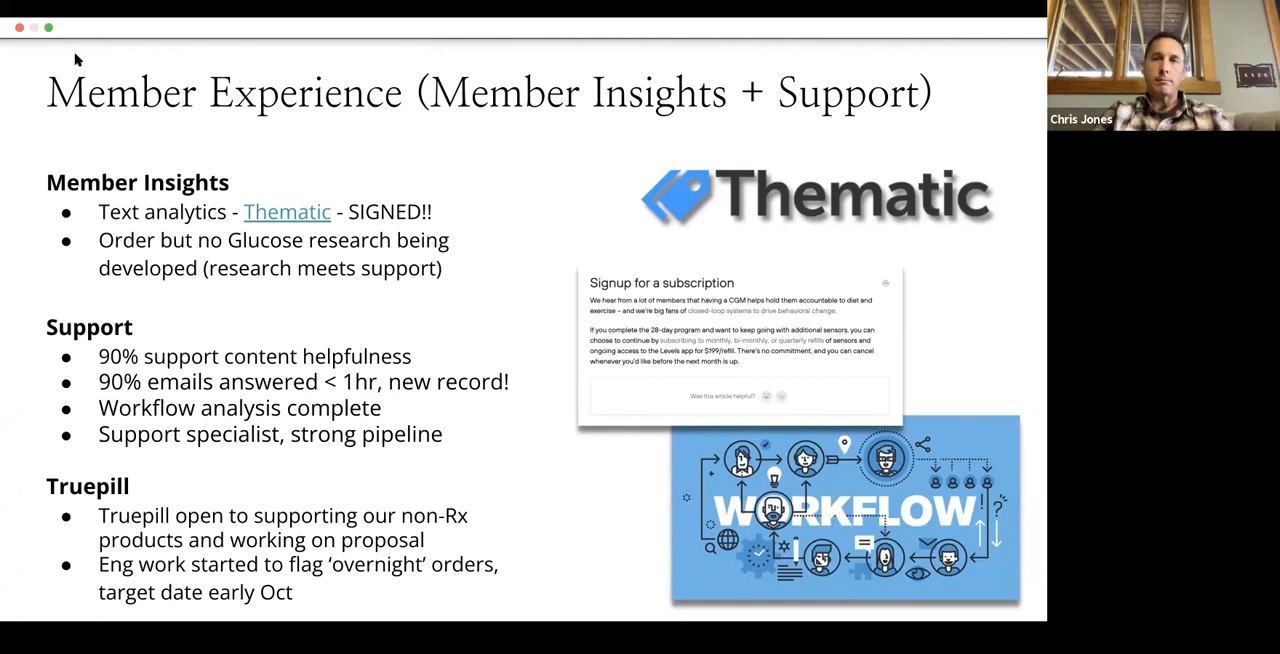 Member Experience (Member Insights + Support)
Member Insights
● Text analytics - Thematic - SIGNED!!
● Order but no Glucose research being
developed (research meets support)
Support
● 90% support content helpfulness
● 90% emails answered < 1hr, new record!
● Workflow analysis complete
● Support specialist, strong pipeline
Truepill
● Truepill open to supporting our non-Rx
products and working on proposal
● Eng work started to flag ‘overnight’ orders,
target date early Oct
Thematic
Signup for a subscription
We hear from a lot of members that having a CGM helps hold them accountable to diet and
exercise – and we're big fans of closed-loop systems to drive behavioral change.
If you complete the 28-day program and want to keep going with additional sensors, you can
choose to continue by subscribing to monthly, bi-monthly, or quarterly refills of sensors and
ongoing access to the Levels app for $199/refill. There's no commitment, and you can cancel
whenever you'd like before the next month is up.
Was this article helpful?
WORKFLOW
Chris Jones